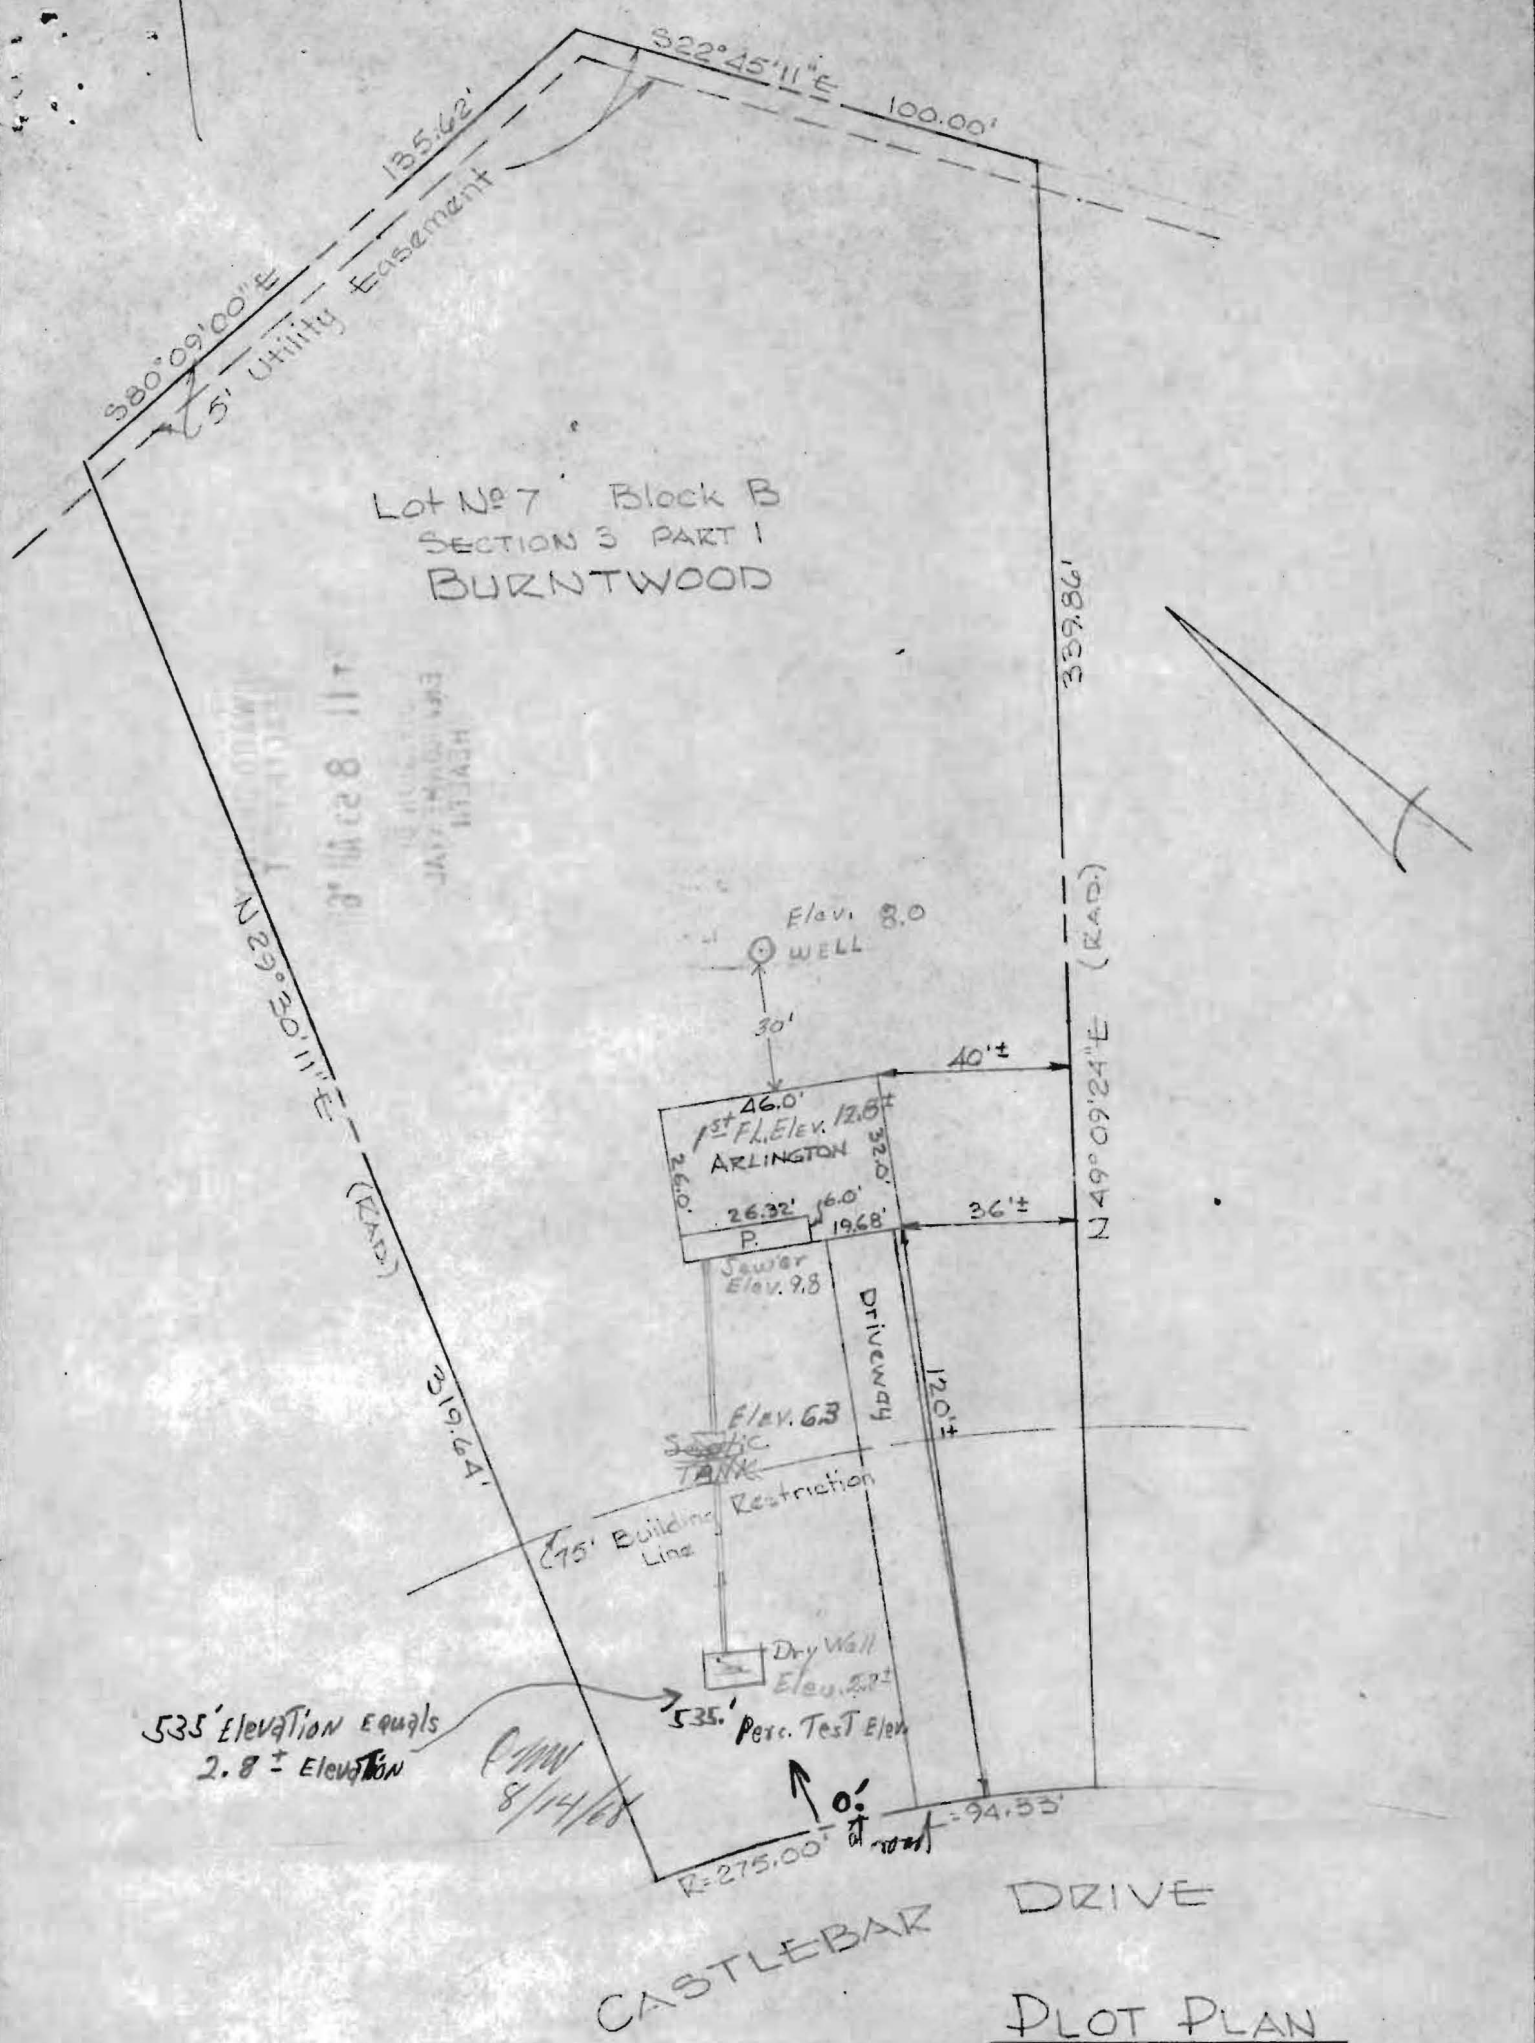 S22°45'11"E
100.00'
135.62'
S80°09'00"E
5' Utility Easement
Lot No 7 Block B
SECTION 3 PART 1
BURNTWOOD
339.86'
N 49°09'24"E (RAD.)
N 29°30'11"E
(RAD.)
319.64'
Elev. 8.0
WELL
30'
40'±
46.0'
1st FL. Elev. 12.8±
ARLINGTON
26.0'
32.0'
26.32'
6.0'
19.68'
36'±
P.
Sewer
Elev. 9.8
Driveway
120'±
Elev. 6.3
Septic
TANK
75' Building Restriction
Line
Dry Well
Elev. 2.8±
535.' Perc. Test Elev.
535' Elevation Equals
2.8± Elevation
8/14/68
0.'
at road
R=275.00'
L=94.33'
CASTLEBAR DRIVE
PLOT PLAN